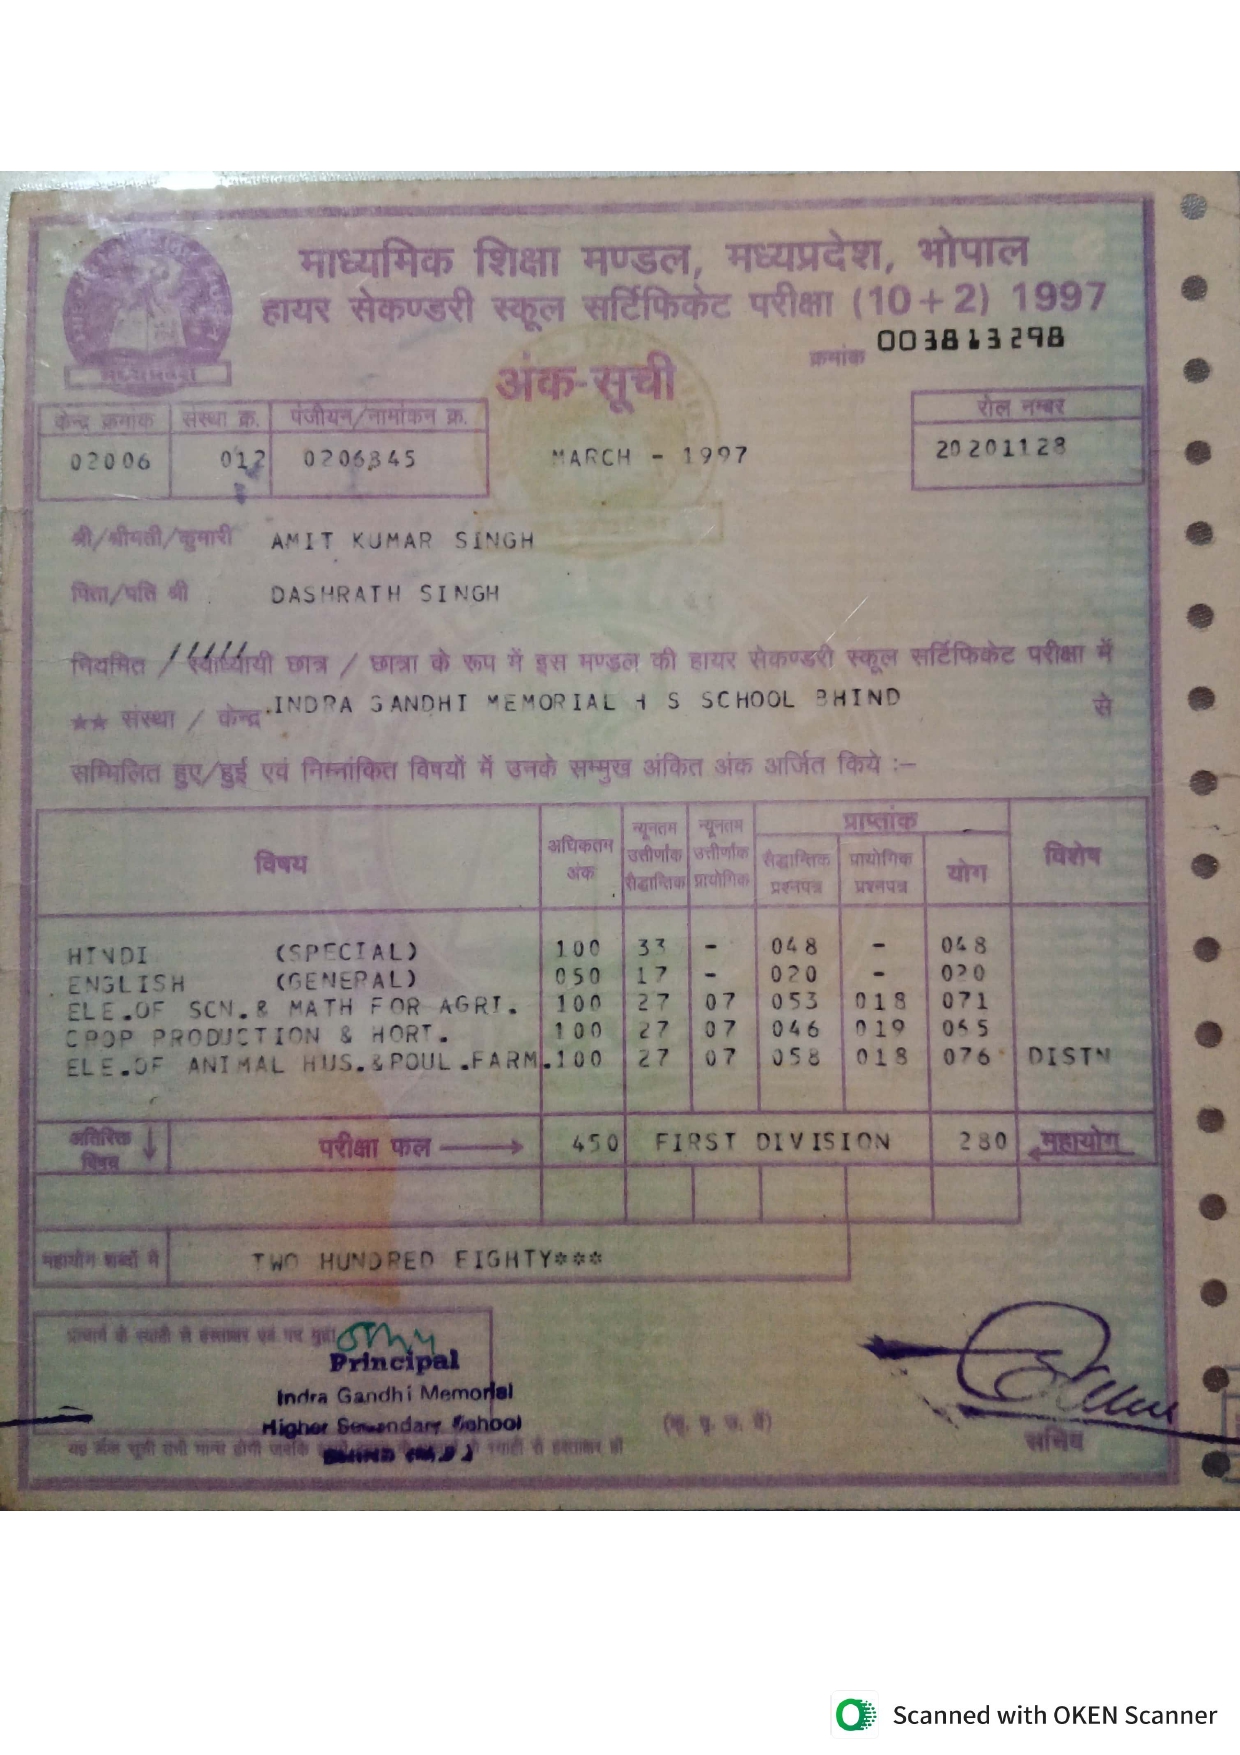 माध्यमिक शिक्षा मण्डल, मध्यप्रदेश, भोपाल
हायर सेकण्डरी स्कूल सर्टिफिकेट परीक्षा (10+2) 1997
क्रमांक 003813298
अंक-सूची
केन्द्र क्रमांक संस्था क्र. पंजीयन/नामांकन क्र. रोल नम्बर
02006 012 0206845 MARCH - 1997 20201128
श्री/श्रीमती/कुमारी AMIT KUMAR SINGH
पिता/पति श्री DASHRATH SINGH
नियमित / स्वाध्यायी छात्र / छात्रा के रूप में इस मण्डल की हायर सेकण्डरी स्कूल सर्टिफिकेट परीक्षा में
★★ संस्था / केन्द्र INDRA GANDHI MEMORIAL H S SCHOOL BHIND से
सम्मिलित हुए/हुई एवं निम्नांकित विषयों में उनके सम्मुख अंकित अंक अर्जित किये :-
विषय अधिकतम अंक न्यूनतम उत्तीर्णांक सैद्धान्तिक न्यूनतम उत्तीर्णांक प्रायोगिक प्राप्तांक सैद्धान्तिक प्रश्नपत्र प्रायोगिक प्रश्नपत्र योग विशेष
HINDI (SPECIAL) 100 33 - 048 - 048
ENGLISH (GENERAL) 050 17 - 020 - 020
ELE.OF SCN.& MATH FOR AGRI. 100 27 07 053 018 071
CROP PRODUCTION & HORT. 100 27 07 046 019 065
ELE.OF ANIMAL HUS.&POUL.FARM. 100 27 07 058 018 076 DISTN
अतिरिक्त विषय ↓ परीक्षा फल → 450 FIRST DIVISION 280 ← महायोग
महायोग शब्दों में TWO HUNDRED EIGHTY***
प्राचार्य के स्याही से हस्ताक्षर एवं पद मुद्रा
Principal
Indra Gandhi Memorial
Higher Secondary School
BHIND (M.P.)
सचिव
Scanned with OKEN Scanner